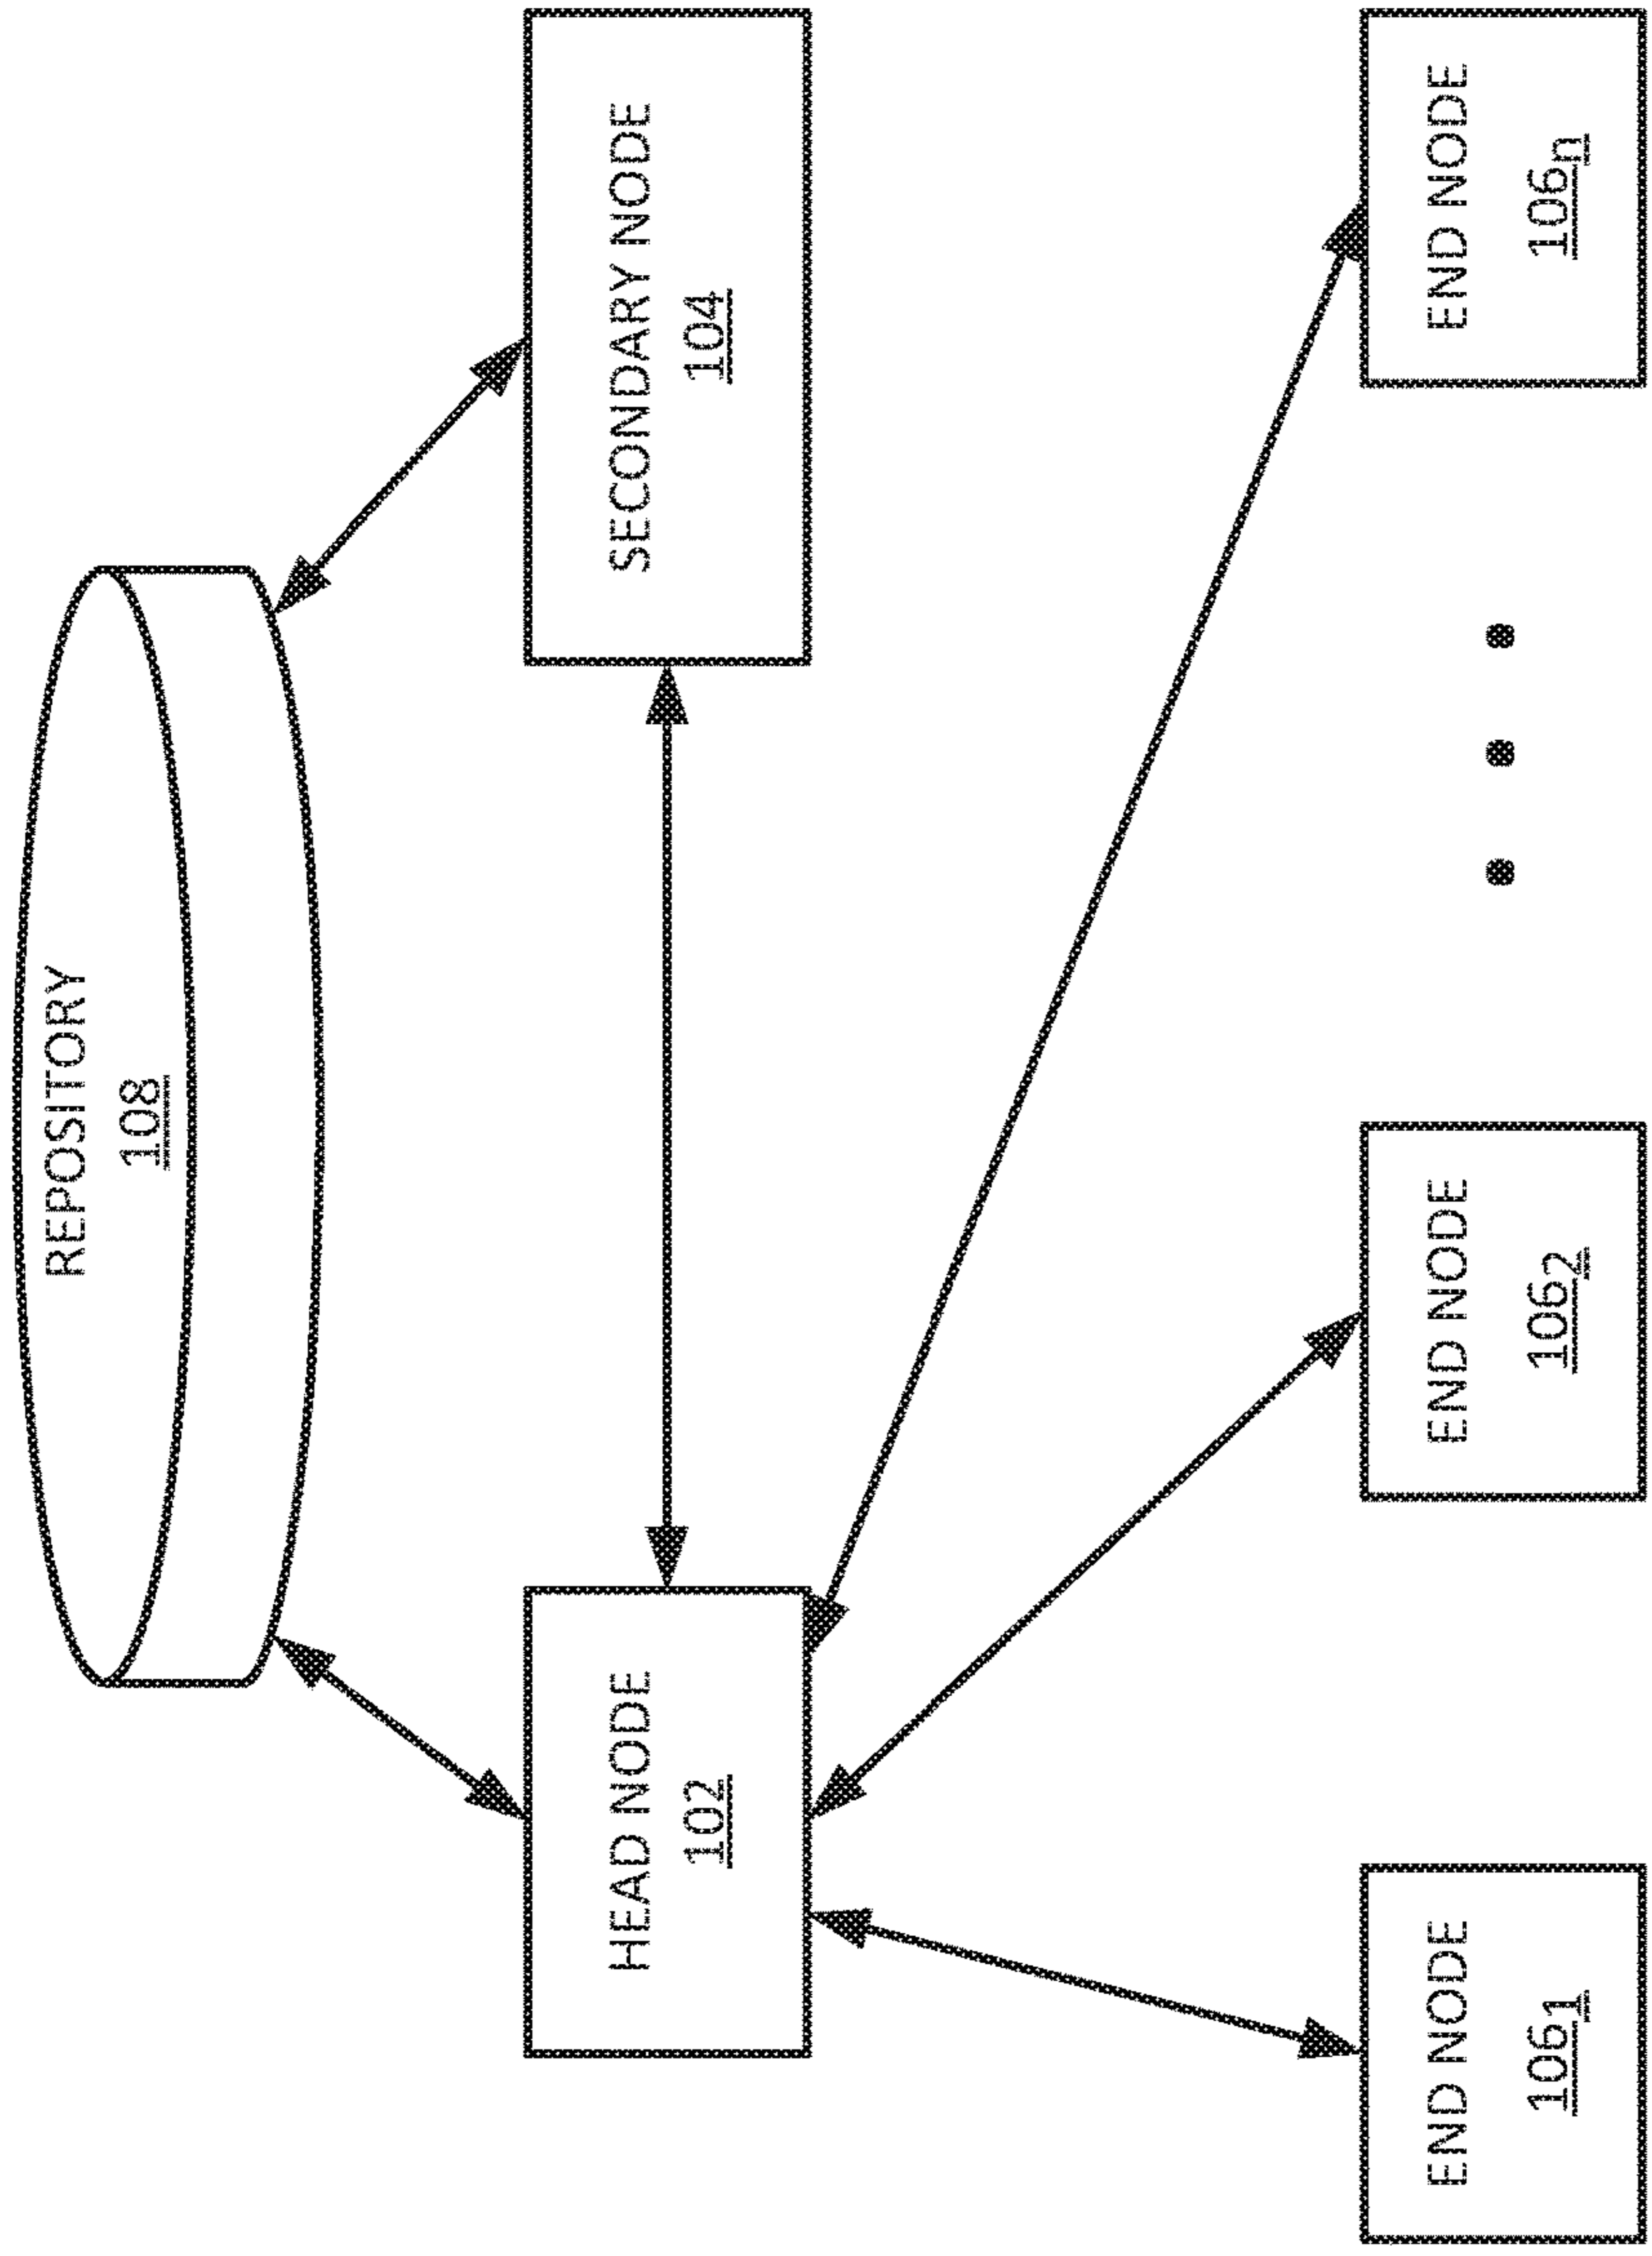 REPOSITORY
108
HEAD NODE
102
SECONDARY NODE
104
END NODE
106₁
END NODE
106₂
END NODE
106ₙ